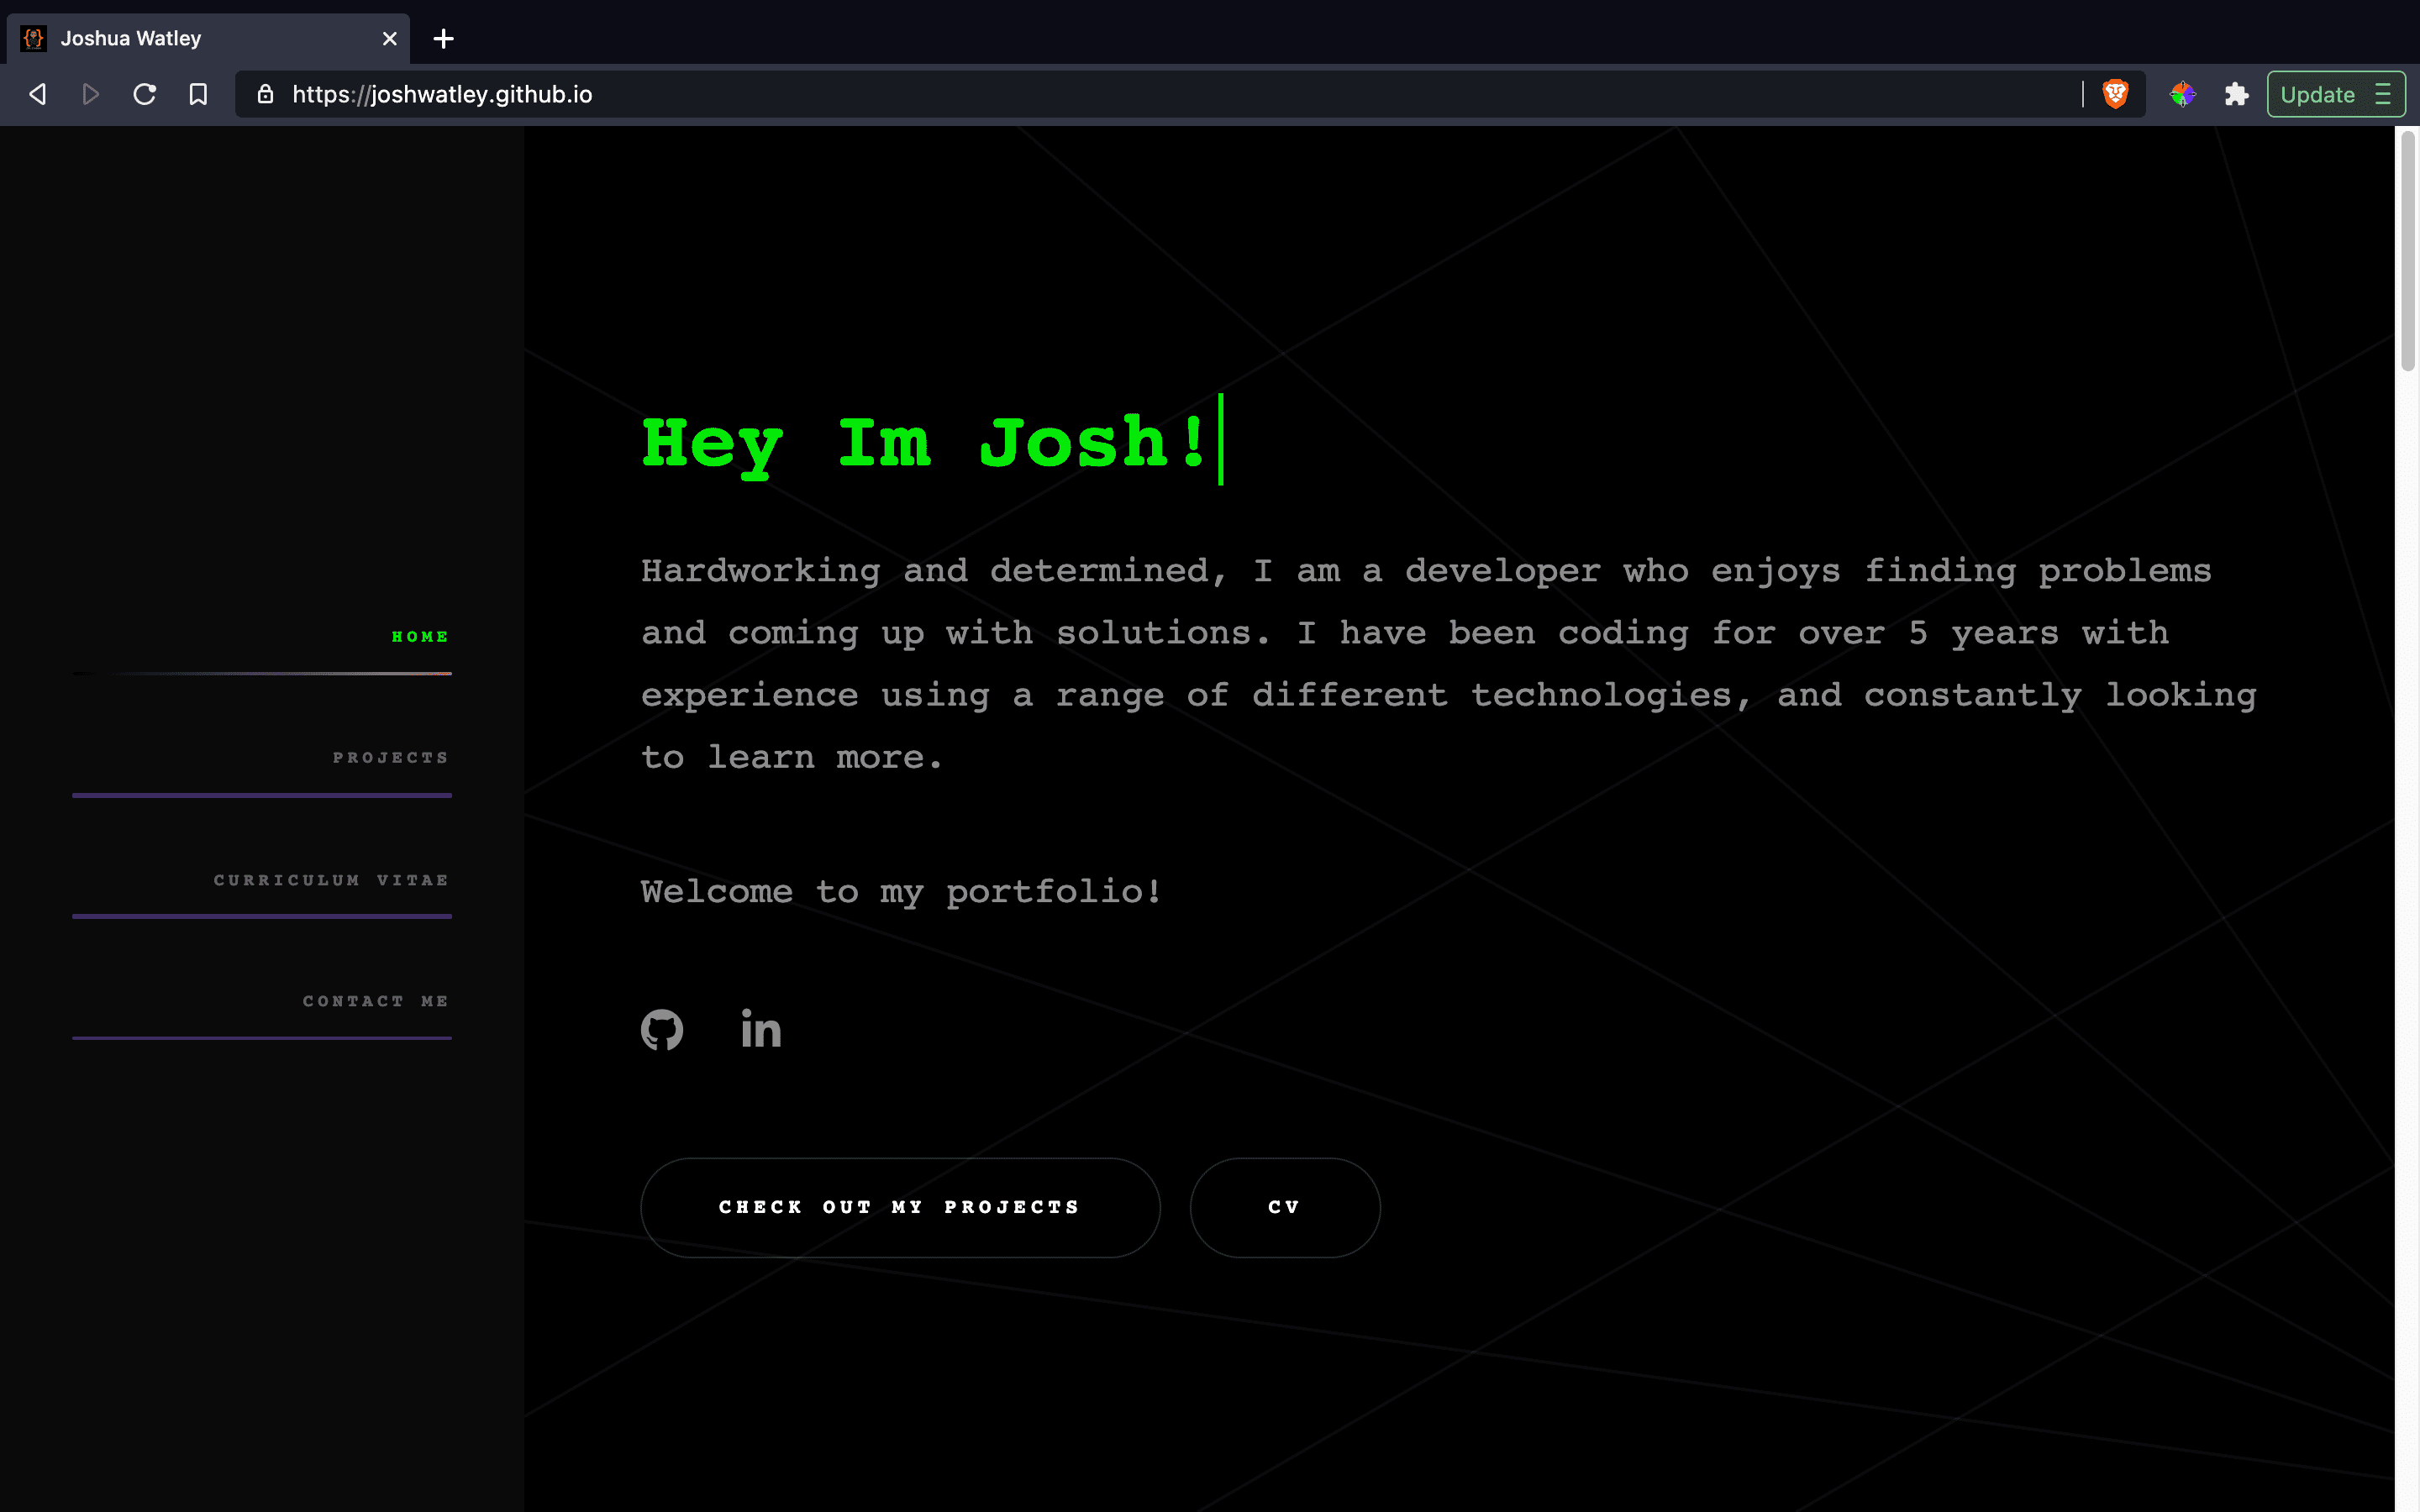 Joshua Watley
https://joshwatley.github.io
Update
HOME
PROJECTS
CURRICULUM VITAE
CONTACT ME
Hey Im Josh!
Hardworking and determined, I am a developer who enjoys finding problems
and coming up with solutions. I have been coding for over 5 years with
experience using a range of different technologies, and constantly looking
to learn more.
Welcome to my portfolio!
in
CHECK OUT MY PROJECTS
CV